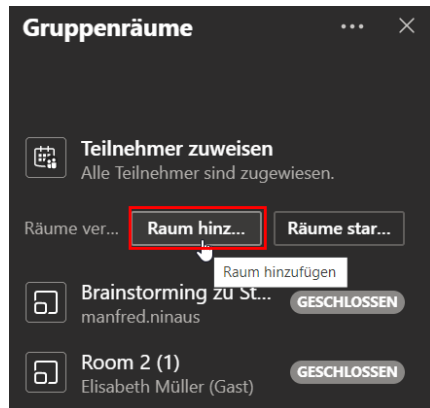 Gruppenräume
Teilnehmer zuweisen
Alle Teilnehmer sind zugewiesen.
Räume ver... Raum hinz... Räume star...
Raum hinzufügen
Brainstorming zu St... GESCHLOSSEN
manfred.ninaus
Room 2 (1) GESCHLOSSEN
Elisabeth Müller (Gast)